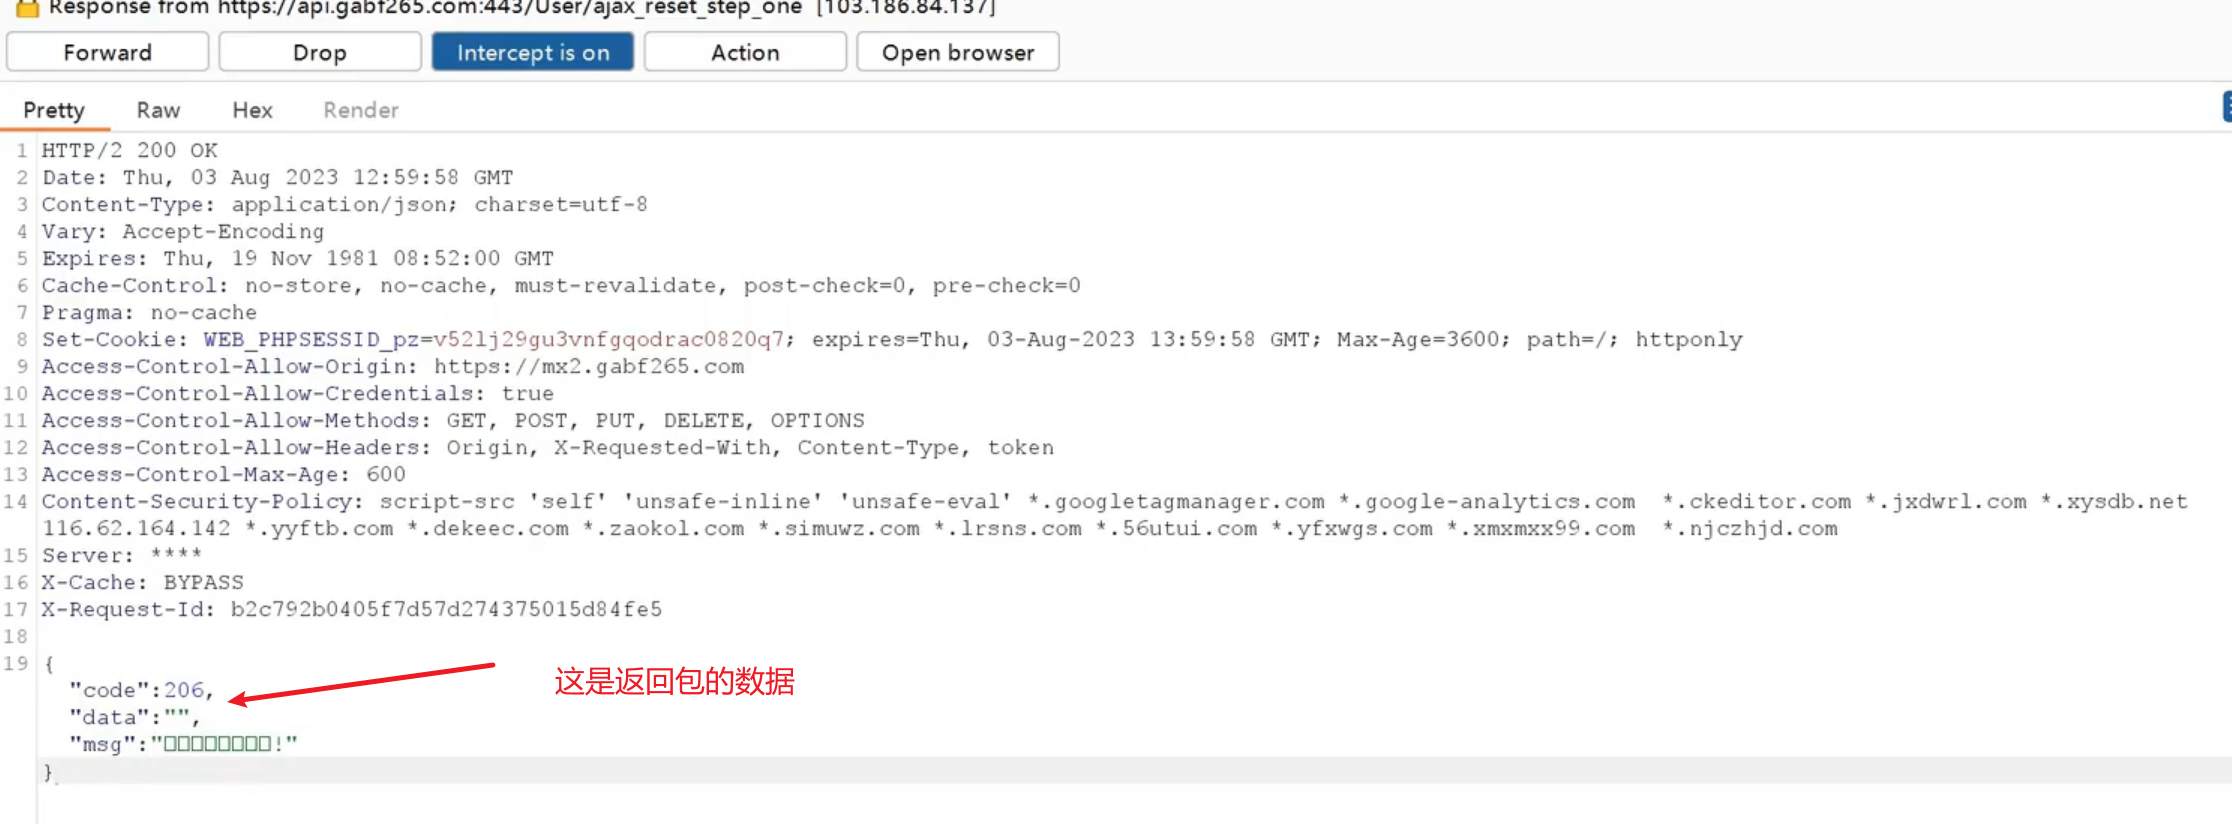 Response from https://api.gabf265.com:443/User/ajax_reset_step_one [103.186.84.137]
Forward Drop Intercept is on Action Open browser
Pretty Raw Hex Render
1 HTTP/2 200 OK
2 Date: Thu, 03 Aug 2023 12:59:58 GMT
3 Content-Type: application/json; charset=utf-8
4 Vary: Accept-Encoding
5 Expires: Thu, 19 Nov 1981 08:52:00 GMT
6 Cache-Control: no-store, no-cache, must-revalidate, post-check=0, pre-check=0
7 Pragma: no-cache
8 Set-Cookie: WEB_PHPSESSID_pz=v52lj29gu3vnfgqodrac0820q7; expires=Thu, 03-Aug-2023 13:59:58 GMT; Max-Age=3600; path=/; httponly
9 Access-Control-Allow-Origin: https://mx2.gabf265.com
10 Access-Control-Allow-Credentials: true
11 Access-Control-Allow-Methods: GET, POST, PUT, DELETE, OPTIONS
12 Access-Control-Allow-Headers: Origin, X-Requested-With, Content-Type, token
13 Access-Control-Max-Age: 600
14 Content-Security-Policy: script-src 'self' 'unsafe-inline' 'unsafe-eval' *.googletagmanager.com *.google-analytics.com *.ckeditor.com *.jxdwrl.com *.xysdb.net
116.62.164.142 *.yyftb.com *.dekeec.com *.zaokol.com *.simuwz.com *.lrsns.com *.56utui.com *.yfxwgs.com *.xmxmxx99.com *.njczhjd.com
15 Server: ****
16 X-Cache: BYPASS
17 X-Request-Id: b2c792b0405f7d57d274375015d84fe5
18
19 {
"code":206, 这是返回包的数据
"data":"",
"msg":"□□□□□□□□!"
}